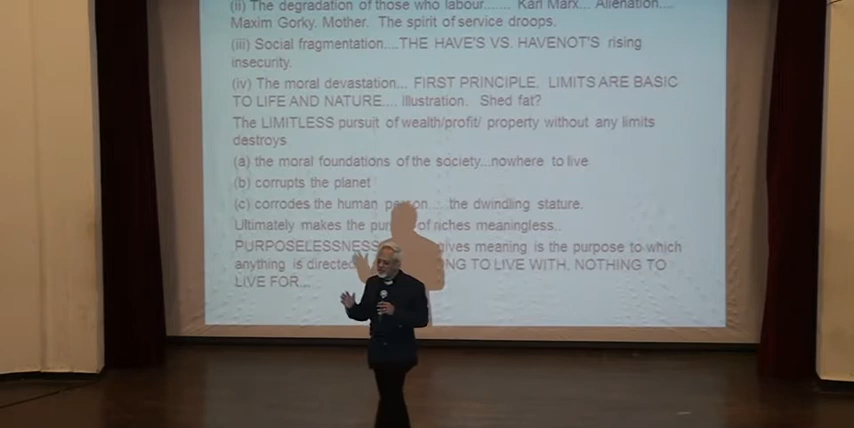 (ii) The degradation of those who labour....... Karl Marx... Alienation....
Maxim Gorky. Mother. The spirit of service droops.
(iii) Social fragmentation....THE HAVE'S VS. HAVENOT'S rising
insecurity.
(iv) The moral devastation... FIRST PRINCIPLE. LIMITS ARE BASIC
TO LIFE AND NATURE.... Illustration. Shed fat?
The LIMITLESS pursuit of wealth/profit/ property without any limits
destroys
(a) the moral foundations of the society...nowhere to live
(b) corrupts the planet
(c) corrodes the human person.... the dwindling stature.
Ultimately makes the of riches meaningless..
PURPOSELESSNESS gives meaning is the purpose to which
anything is directed TO LIVE WITH, NOTHING TO
LIVE FOR...